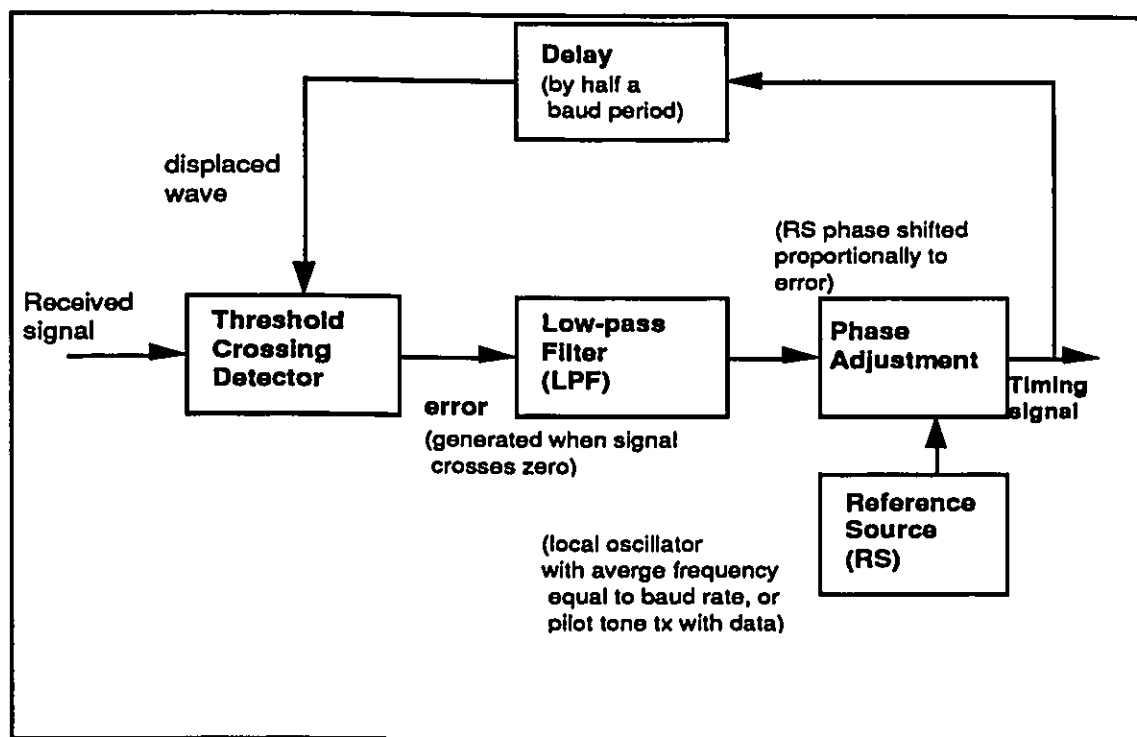 Delay
(by half a
baud period)
displaced
wave
(RS phase shifted
proportionally to
error)
Received
signal
Threshold
Crossing
Detector
Low-pass
Filter
(LPF)
Phase
Adjustment
Timing
signal
error
(generated when signal
crosses zero)
Reference
Source
(RS)
(local oscillator
with averge frequency
equal to baud rate, or
pilot tone tx with data)